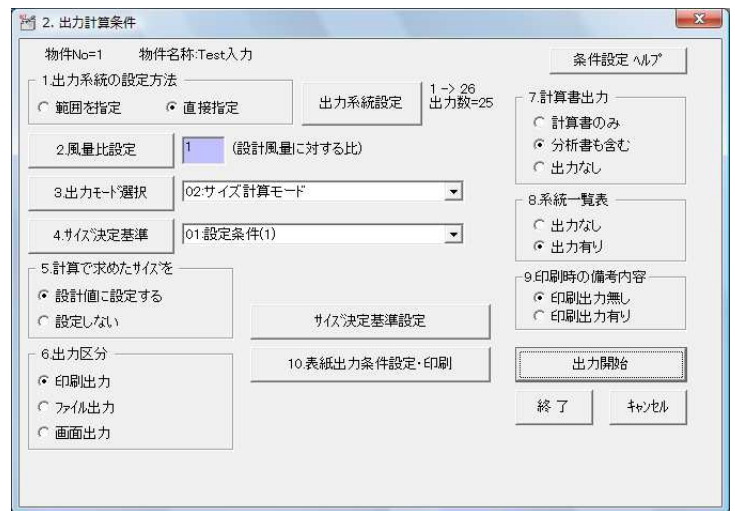 2. 出力計算条件
物件No=1 物件名称:Test入力
条件設定 ﾍﾙﾌﾟ
1.出力系統の設定方法
範囲を指定 直接指定
出力系統設定
1 -> 26
出力数=25
2.風量比設定 1 (設計風量に対する比)
3.出力ﾓｰﾄﾞ選択 02:サイズ計算モード
4.ｻｲｽﾞ決定基準 01:設定条件(1)
5.計算で求めたｻｲｽﾞを
設計値に設定する
設定しない
6.出力区分
印刷出力
ﾌｧｲﾙ出力
画面出力
ｻｲｽﾞ決定基準設定
10.表紙出力条件設定・印刷
7.計算書出力
計算書のみ
分析書も含む
出力なし
8.系統一覧表
出力なし
出力有り
9.印刷時の備考内容
印刷出力無し
印刷出力有り
出力開始
終 了 ｷｬﾝｾﾙ